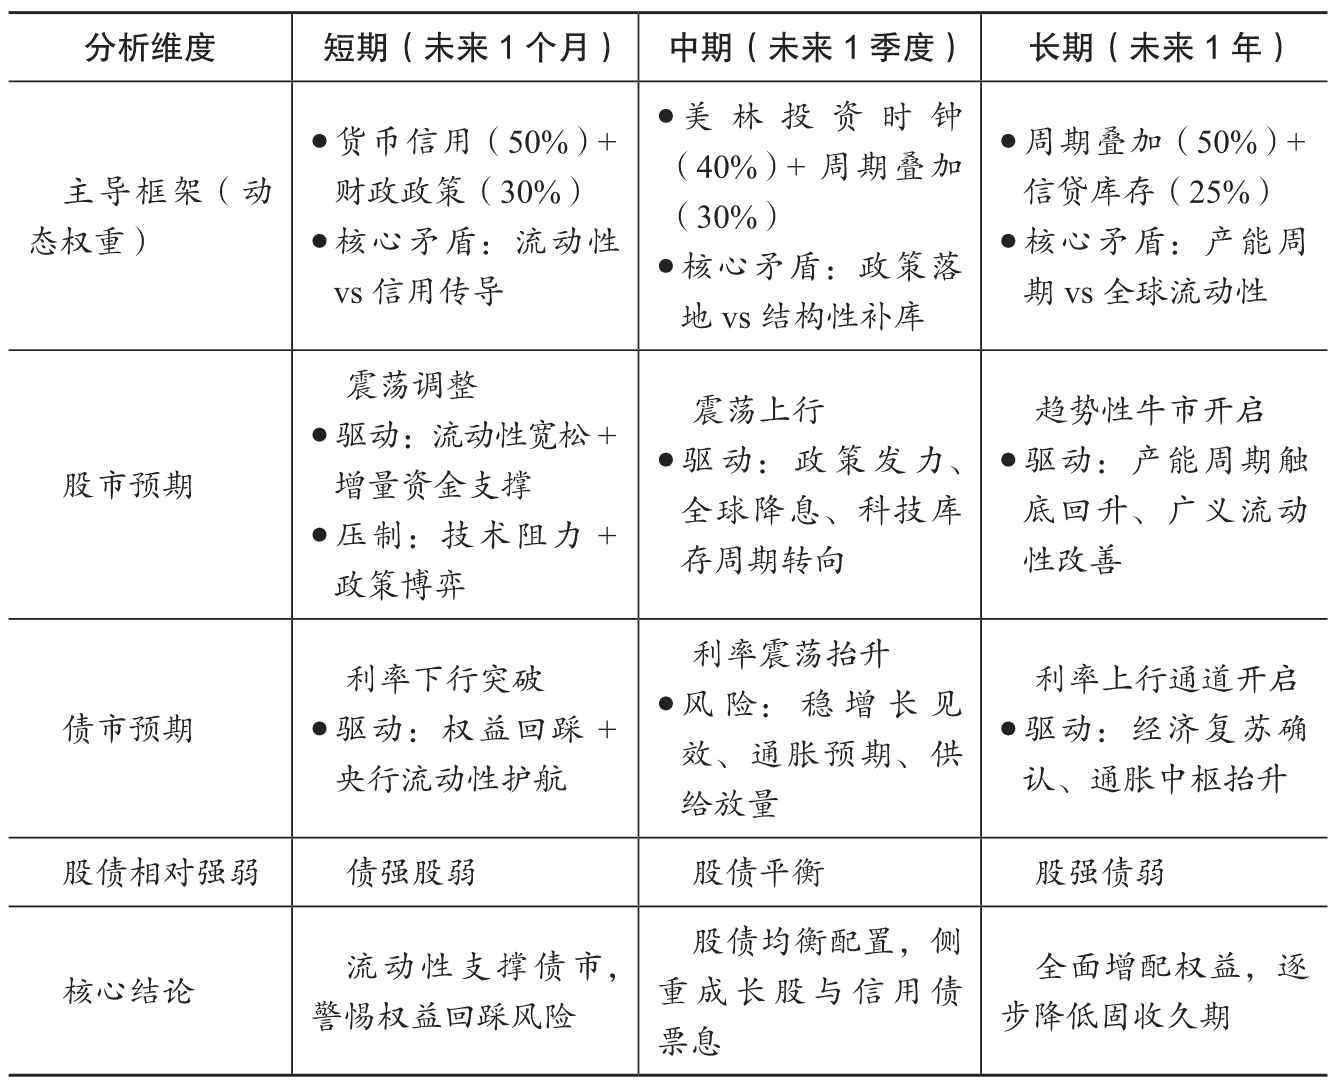 分析维度
短期（未来1个月）
中期（未来1季度）
长期（未来1年）
主导框架（动
态权重）
●货币信用（50%）+
财政政策（30%）
●核心矛盾：流动性
vs信用传导
●美林投资时钟
（40%）+周期叠加
（30%）
●核心矛盾：政策落
地vs结构性补库
●周期叠加（50%）+
信贷库存（25%）
●核心矛盾：产能周
期vs全球流动性
股市预期
震荡调整
●驱动：流动性宽松+
增量资金支撑
●压制：技术阻力+
政策博弈
震荡上行
●驱动：政策发力、
全球降息、科技库
存周期转向
趋势性牛市开启
●驱动：产能周期触
底回升、广义流动
性改善
债市预期
利率下行突破
●驱动：权益回踩+
央行流动性护航
利率震荡抬升
●风险：稳增长见
效、通胀预期、供
给放量
利率上行通道开启
●驱动：经济复苏确
认、通胀中枢抬升
股债相对强弱
债强股弱
股债平衡
股强债弱
核心结论
流动性支撑债市，
警惕权益回踩风险
股债均衡配置，侧
重成长股与信用债
票息
全面增配权益，逐
步降低固收久期